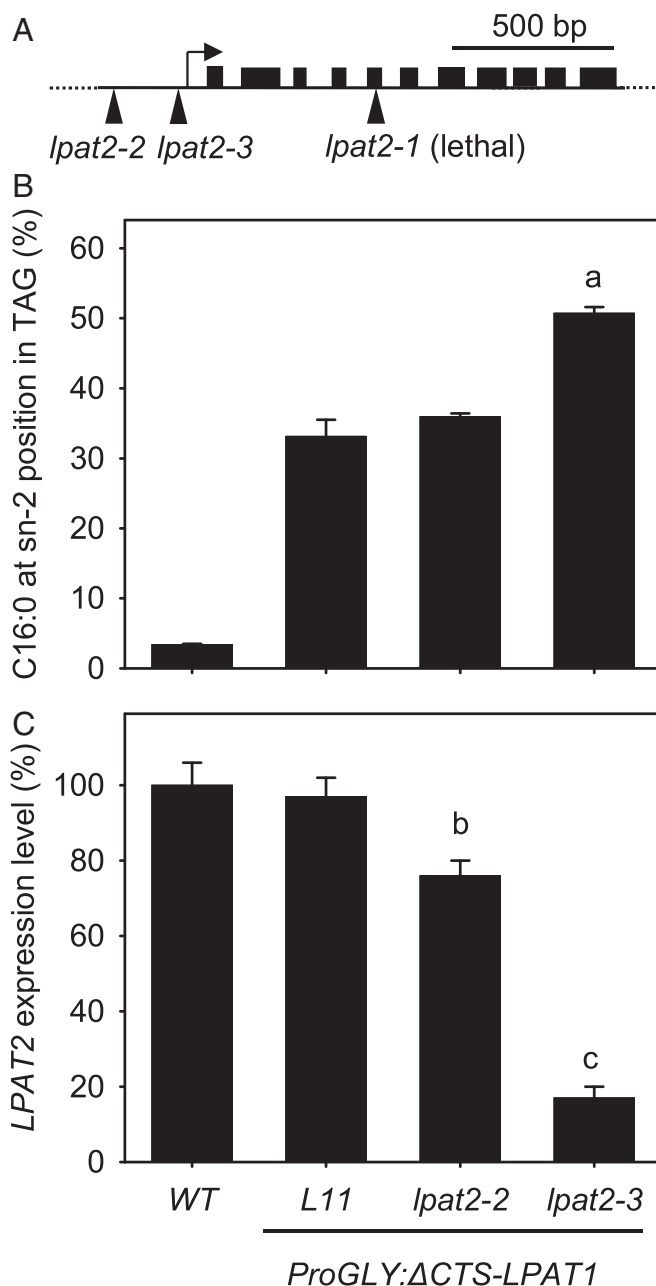 A
500 bp
lpat2-2
lpat2-3
lpat2-1 (lethal)
B
C16:0 at sn-2 position in TAG (%)
60
50
40
30
20
10
0
a
C
LPAT2 expression level (%)
100
80
60
40
20
0
b
c
WT
L11
lpat2-2
lpat2-3
ProGLY:ΔCTS-LPAT1